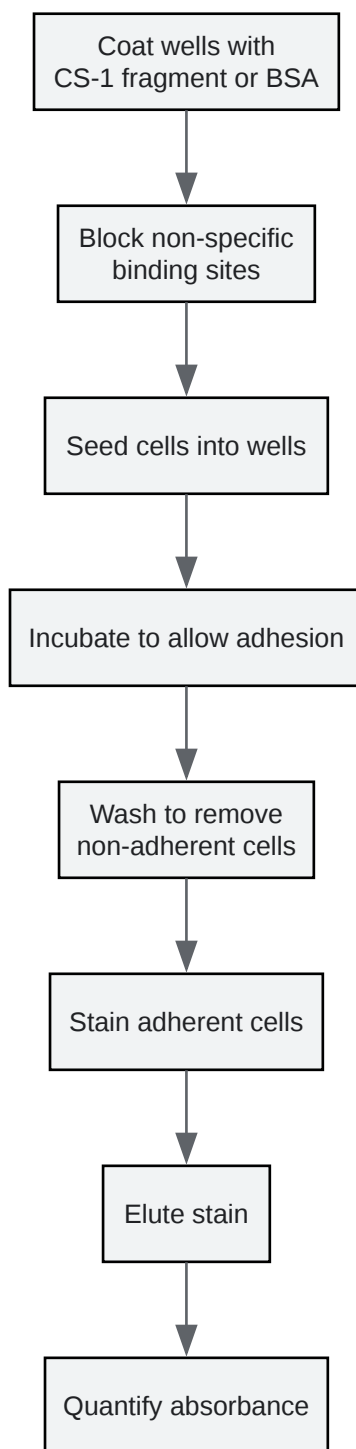 Coat wells with
CS-1 fragment or BSA
Block non-specific
binding sites
Seed cells into wells
Incubate to allow adhesion
Wash to remove
non-adherent cells
Stain adherent cells
Elute stain
Quantify absorbance